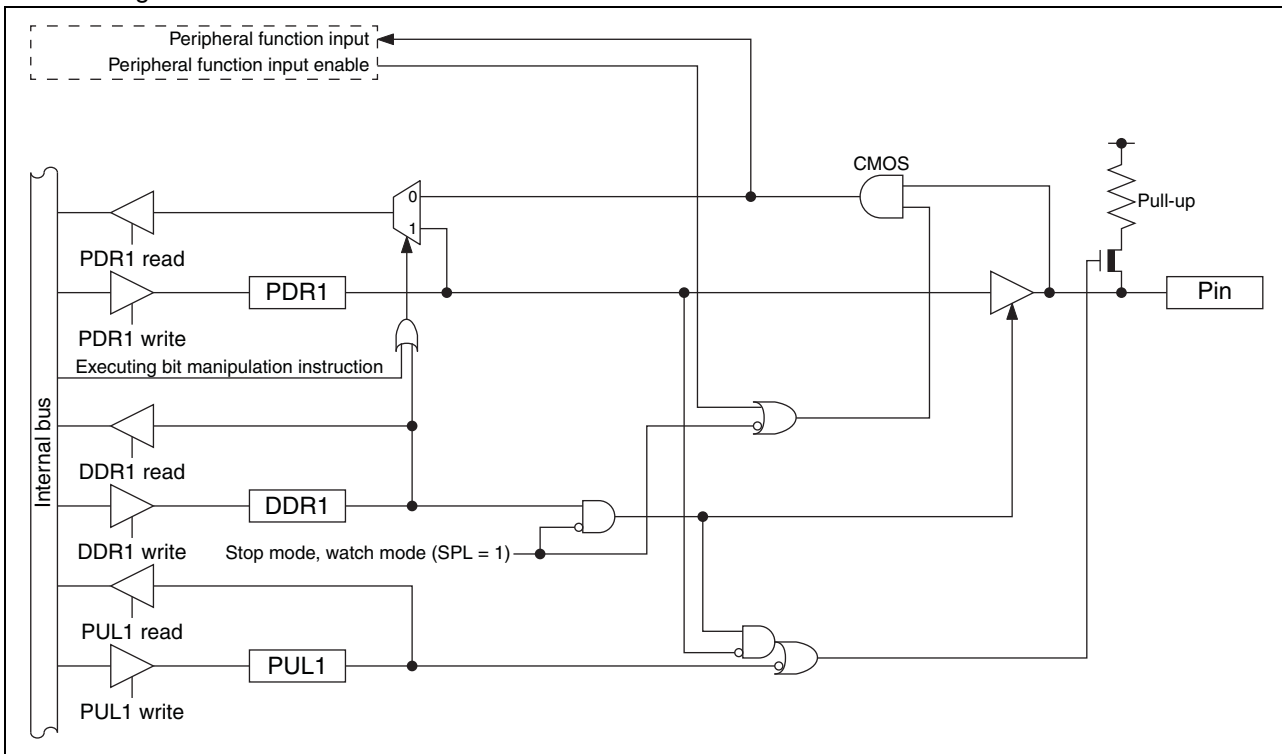 Peripheral function input
Peripheral function input enable
CMOS
Pull-up
0
1
PDR1 read
PDR1
Pin
PDR1 write
Executing bit manipulation instruction
Internal bus
DDR1 read
DDR1
DDR1 write
Stop mode, watch mode (SPL = 1)
PUL1 read
PUL1
PUL1 write